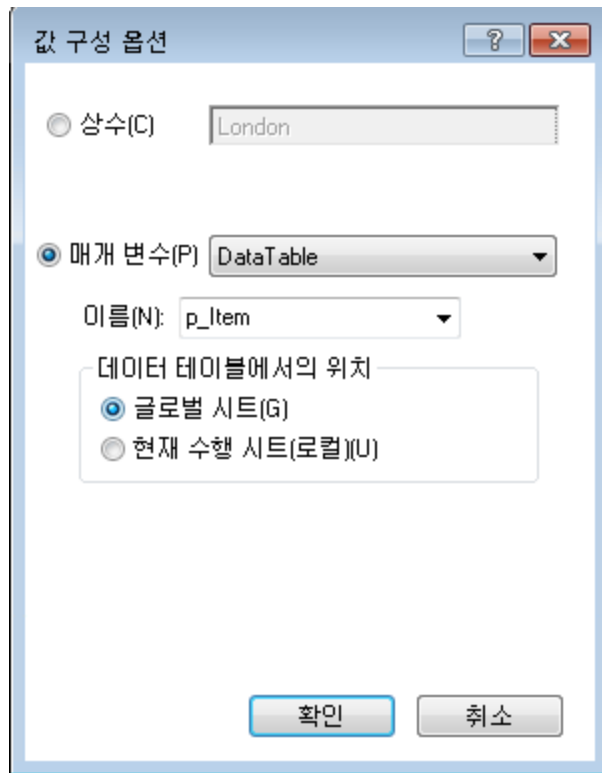 값 구성 옵션
?
상수(C) London
매개 변수(P) DataTable
이름(N): p_Item
데이터 테이블에서의 위치
글로벌 시트(G)
현재 수행 시트(로컬)(U)
확인 취소